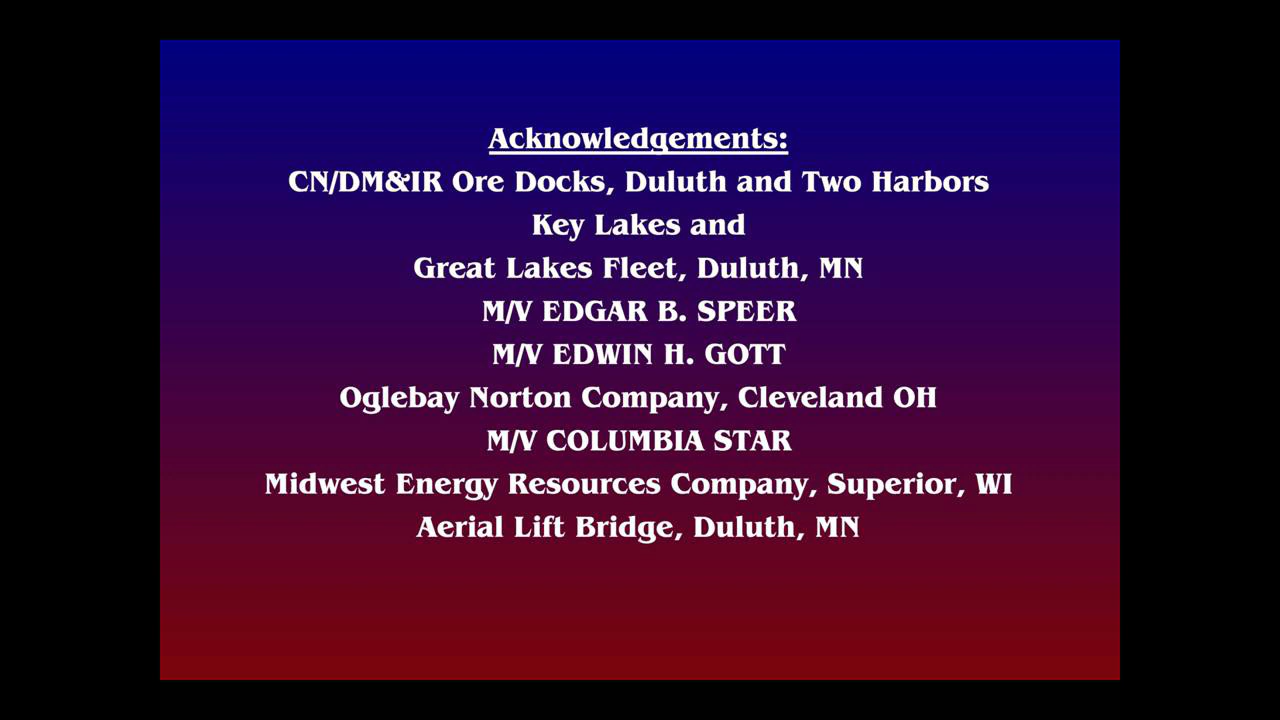 Acknowledgements:
CN/DM&IR Ore Docks, Duluth and Two Harbors
Key Lakes and
Great Lakes Fleet, Duluth, MN
M/V EDGAR B. SPEER
M/V EDWIN H. GOTT
Oglebay Norton Company, Cleveland OH
M/V COLUMBIA STAR
Midwest Energy Resources Company, Superior, WI
Aerial Lift Bridge, Duluth, MN